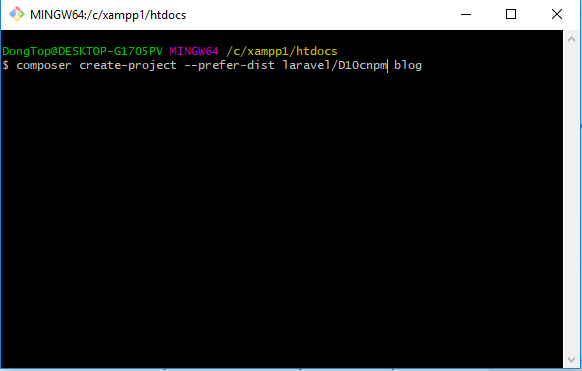 MINGW64:/c/xampp1/htdocs
DongTop@DESKTOP-G1705PV MINGW64 /c/xampp1/htdocs
$ composer create-project --prefer-dist laravel/D10cnpm blog